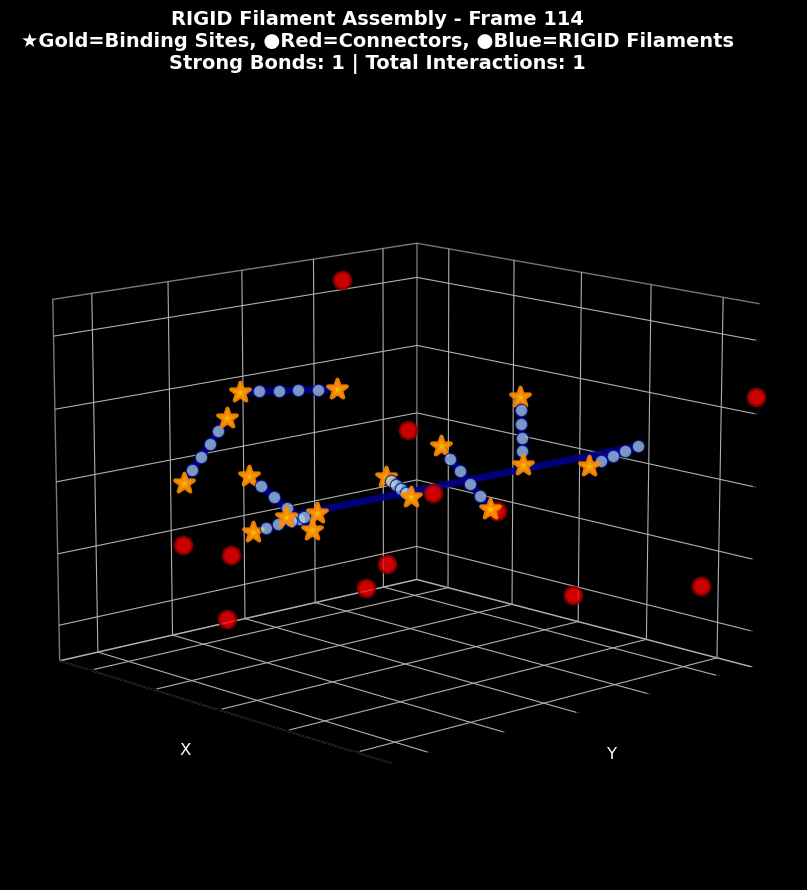 RIGID Filament Assembly - Frame 114
★Gold=Binding Sites, ●Red=Connectors, ●Blue=RIGID Filaments
Strong Bonds: 1 | Total Interactions: 1
X
Y